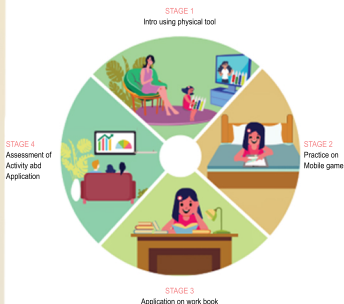 STAGE 1
Intro using physical tool
STAGE 2
Practice on
Mobile game
STAGE 4
Assessment of
Activity abd
Application
STAGE 3
Application on work book